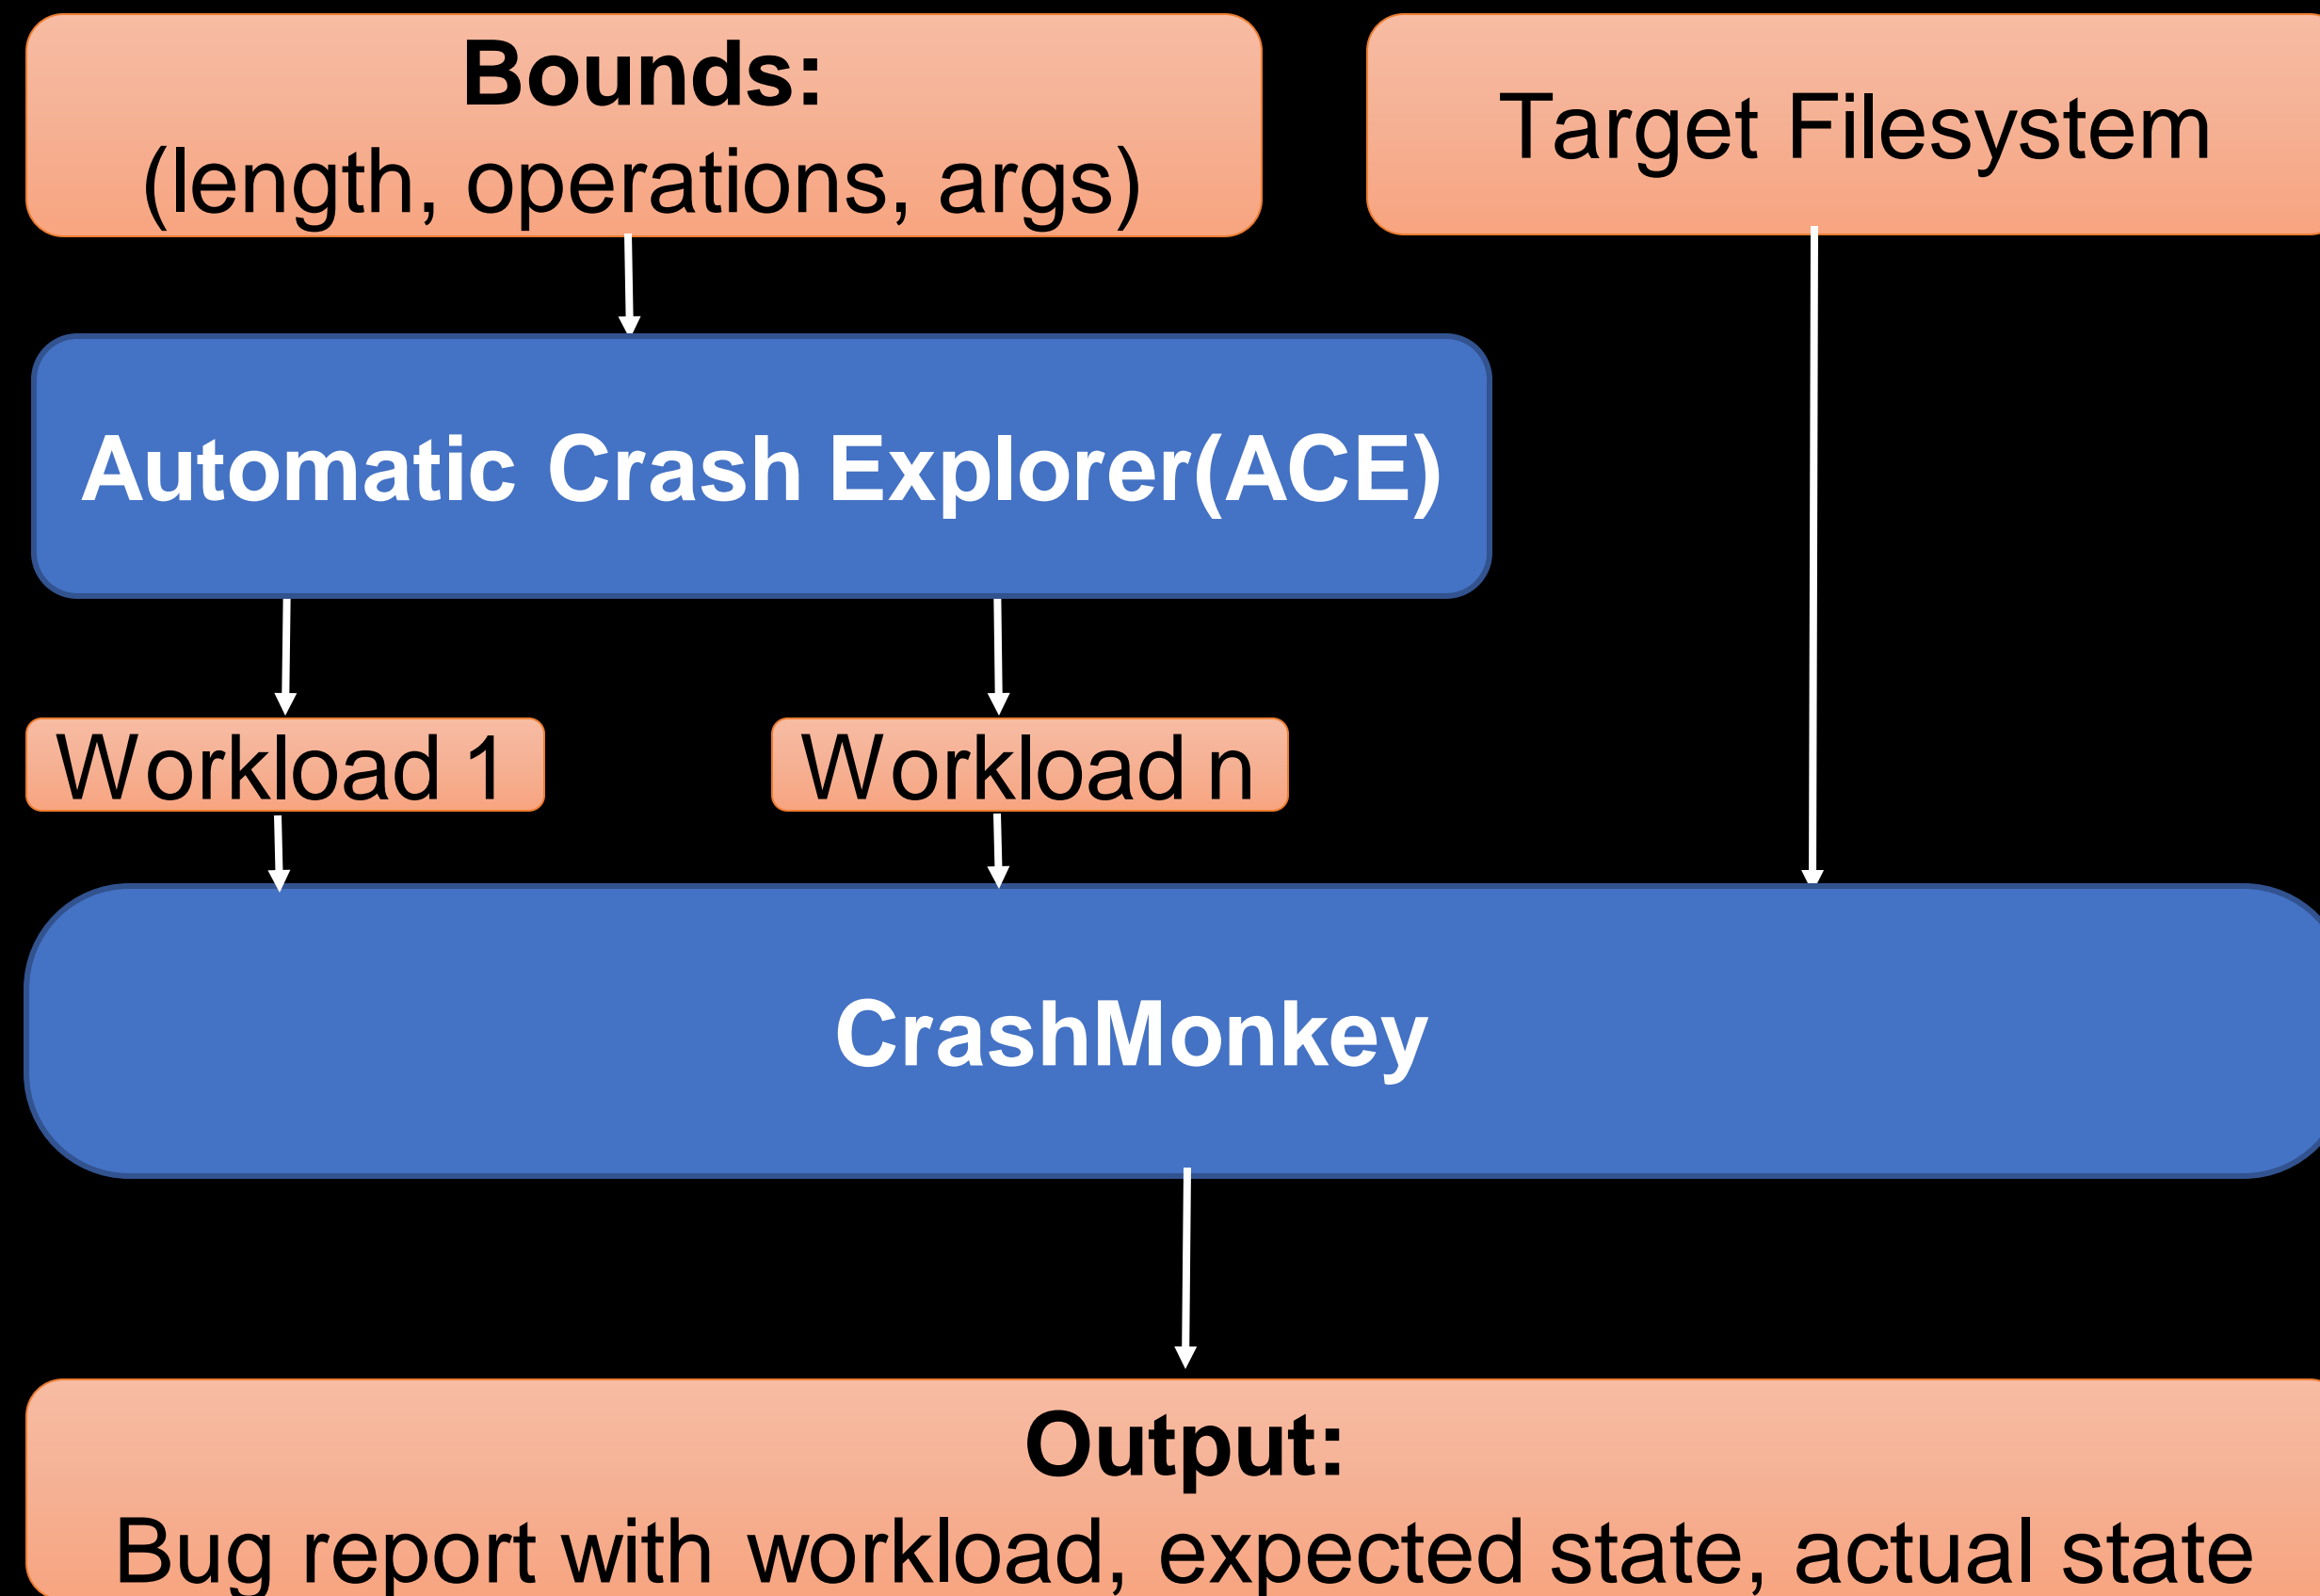 Bounds:
(length, operations, args)
Target Filesystem
Automatic Crash Explorer(ACE)
Workload 1
Workload n
CrashMonkey
Output:
Bug report with workload, expected state, actual state